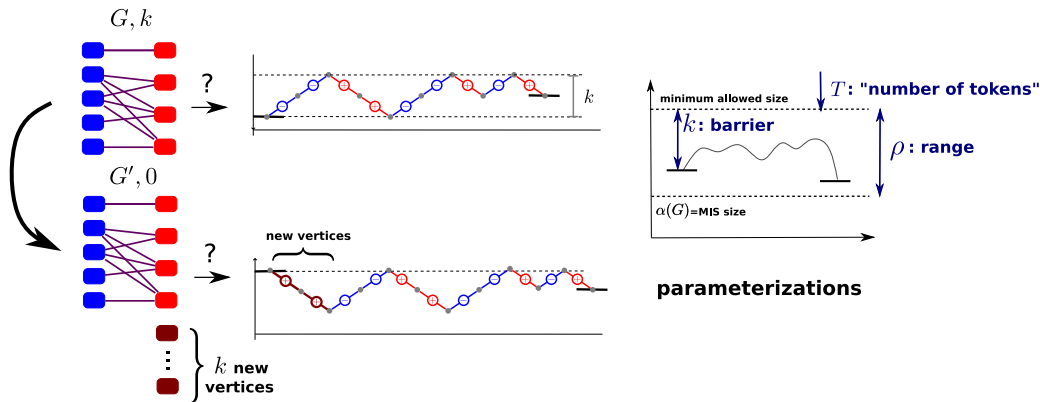 G, k
?
k
G′, 0
?
new vertices
k new
vertices
minimum allowed size
T: "number of tokens"
k: barrier
ρ: range
α(G)=MIS size
parameterizations